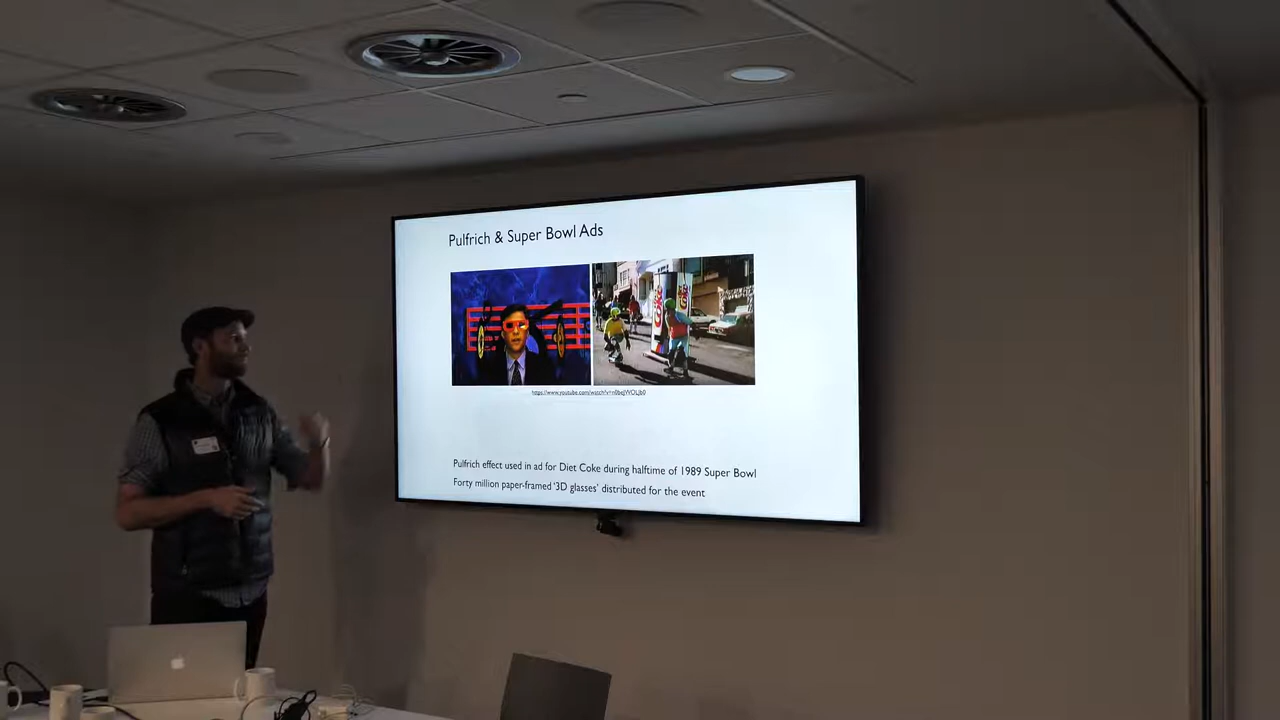 Pulfrich & Super Bowl Ads
Pulfrich effect used in ad for Diet Coke during halftime of 1989 Super Bowl
Forty million paper-framed '3D glasses' distributed for the event